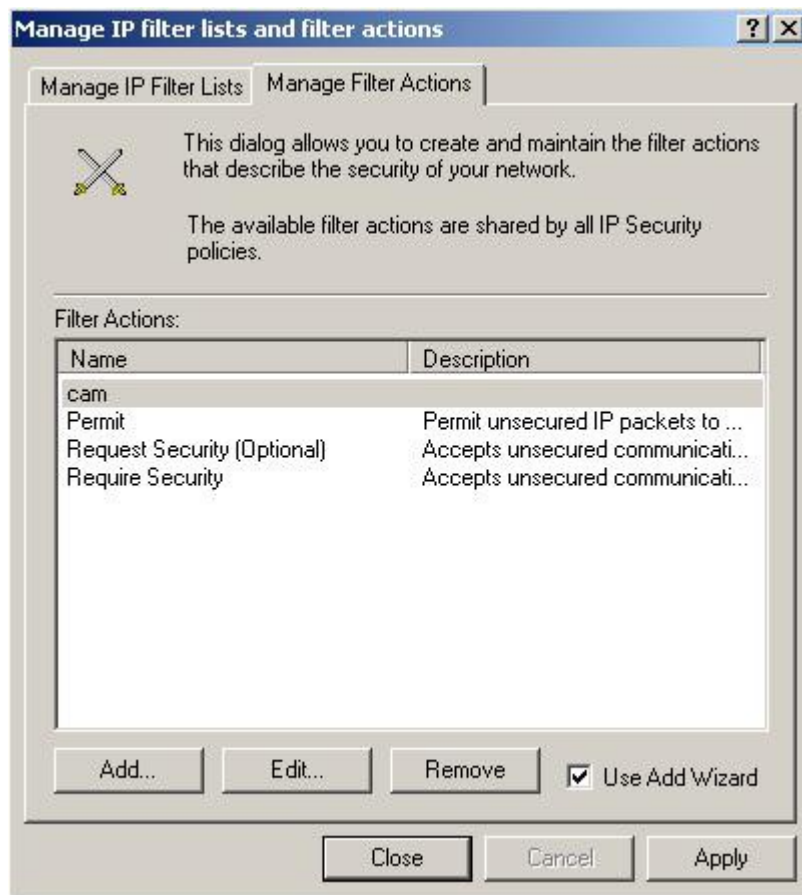 Manage IP filter lists and filter actions
Manage IP Filter Lists
Manage Filter Actions
This dialog allows you to create and maintain the filter actions
that describe the security of your network.
The available filter actions are shared by all IP Security
policies.
Filter Actions:
Name Description
cam
Permit Permit unsecured IP packets to ...
Request Security (Optional) Accepts unsecured communicati...
Require Security Accepts unsecured communicati...
Add... Edit... Remove Use Add Wizard
Close Cancel Apply